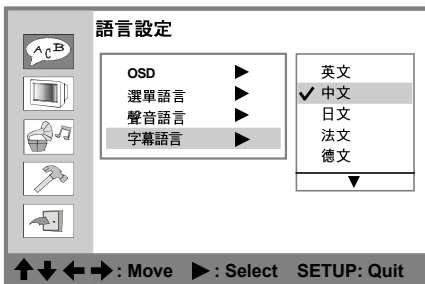 ACB
語言設定
OSD ▶
選單語言 ▶
聲音語言 ▶
字幕語言 ▶
英文
✓ 中文
日文
法文
德文
▼
↑↓←→: Move ▶: Select SETUP: Quit